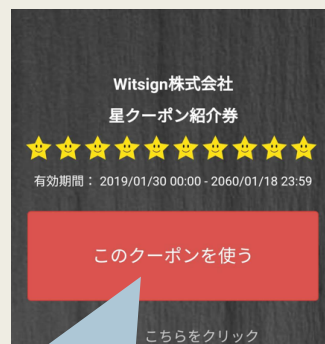 Witsign株式会社
星クーポン紹介券
有効期間： 2019/01/30 00:00 - 2060/01/18 23:59
このクーポンを使う
こちらをクリック